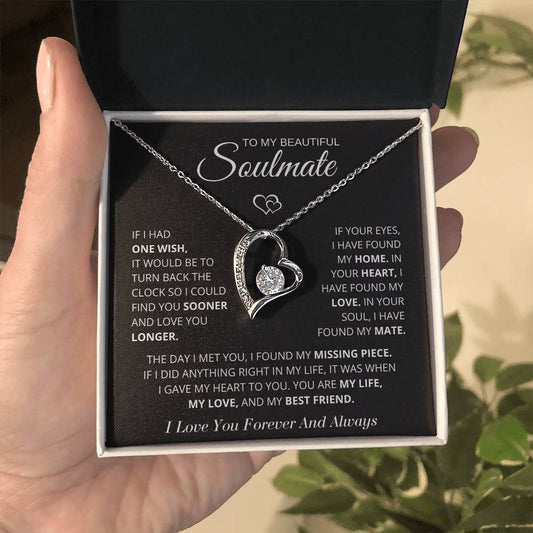 TO MY BEAUTIFUL
Soulmate
IF I HAD
ONE WISH,
IT WOULD BE TO
TURN BACK THE
CLOCK SO I COULD
FIND YOU SOONER
AND LOVE YOU
LONGER.
IF YOUR EYES,
I HAVE FOUND
MY HOME. IN
YOUR HEART, I
HAVE FOUND MY
LOVE. IN YOUR
SOUL, I HAVE
FOUND MY MATE.
THE DAY I MET YOU, I FOUND MY MISSING PIECE.
IF I DID ANYTHING RIGHT IN MY LIFE, IT WAS WHEN
I GAVE MY HEART TO YOU. YOU ARE MY LIFE,
MY LOVE, AND MY BEST FRIEND.
I Love You Forever And Always